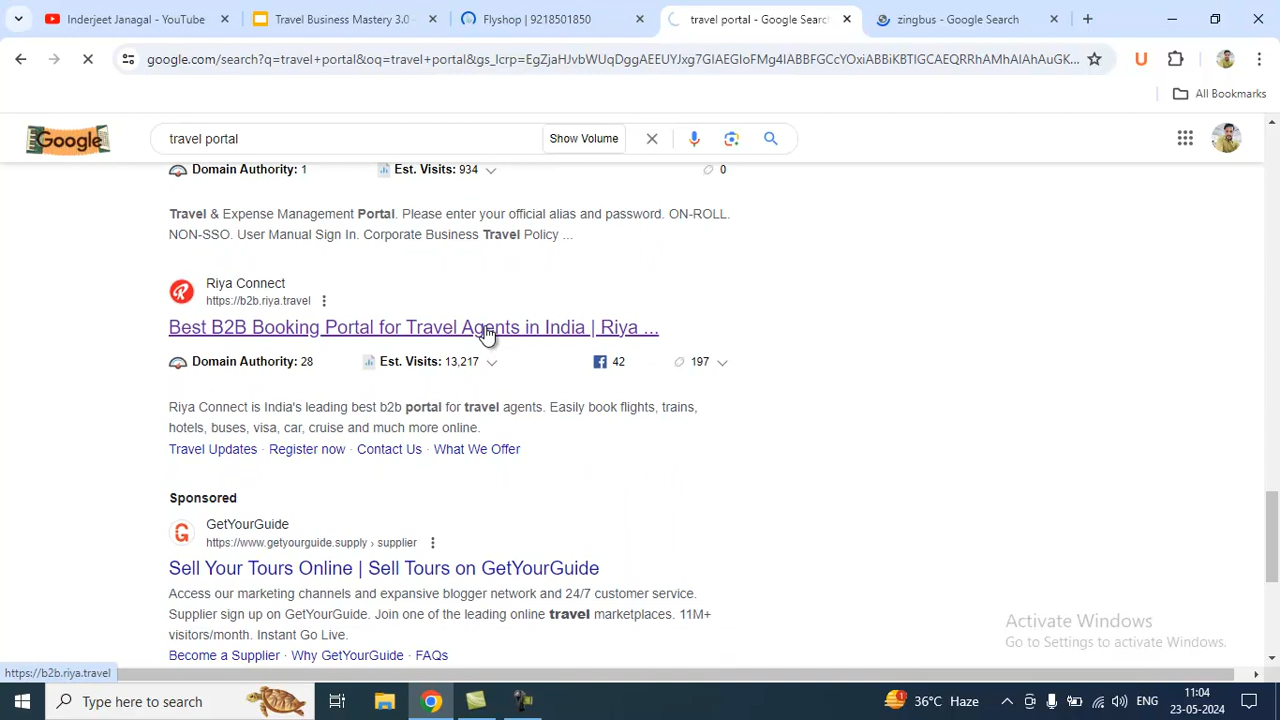 Inderjeet Janagal - YouTube
Travel Business Mastery 3.0 -
Flyshop | 9218501850
travel portal - Google Search
zingbus - Google Search
google.com/search?q=travel+portal&oq=travel+portal&gs_lcrp=EgZjaHJvbWUqDggAEEUYJxg7GIAEGIoFMg4IABBFGCcYOxiABBiKBTIGCAEQRRhAMhAIAhAuGK...
All Bookmarks
Google
travel portal
Show Volume
Domain Authority: 1
Est. Visits: 934
0
Travel & Expense Management Portal. Please enter your official alias and password. ON-ROLL.
NON-SSO. User Manual Sign In. Corporate Business Travel Policy ...
Riya Connect
https://b2b.riya.travel
Best B2B Booking Portal for Travel Agents in India | Riya ...
Domain Authority: 28
Est. Visits: 13,217
42
197
Riya Connect is India's leading best b2b portal for travel agents. Easily book flights, trains,
hotels, buses, visa, car, cruise and much more online.
Travel Updates · Register now · Contact Us · What We Offer
Sponsored
GetYourGuide
https://www.getyourguide.supply › supplier
Sell Your Tours Online | Sell Tours on GetYourGuide
Access our marketing channels and expansive blogger network and 24/7 customer service.
Supplier sign up on GetYourGuide. Join one of the leading online travel marketplaces. 11M+
visitors/month. Instant Go Live.
Become a Supplier · Why GetYourGuide · FAQs
Activate Windows
Go to Settings to activate Windows.
https://b2b.riya.travel
Type here to search
1
36°C Haze
ENG
11:04
23-05-2024